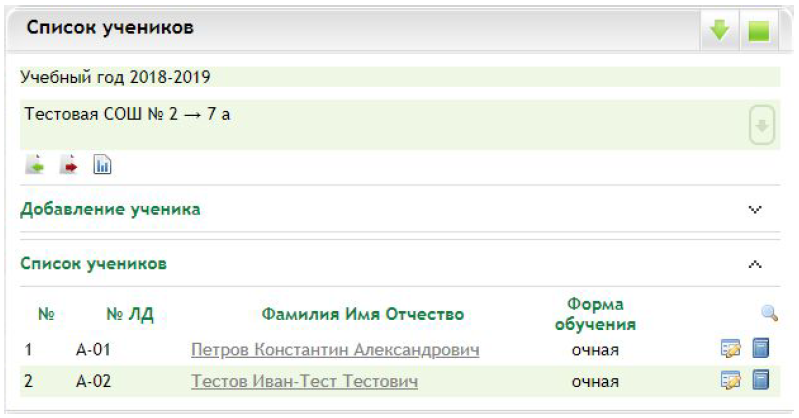 Список учеников
Учебный год 2018-2019
Тестовая СОШ № 2 → 7 а
Добавление ученика
Список учеников
№ № ЛД Фамилия Имя Отчество Форма обучения
1 А-01 Петров Константин Александрович очная
2 А-02 Тестов Иван-Тест Тестович очная